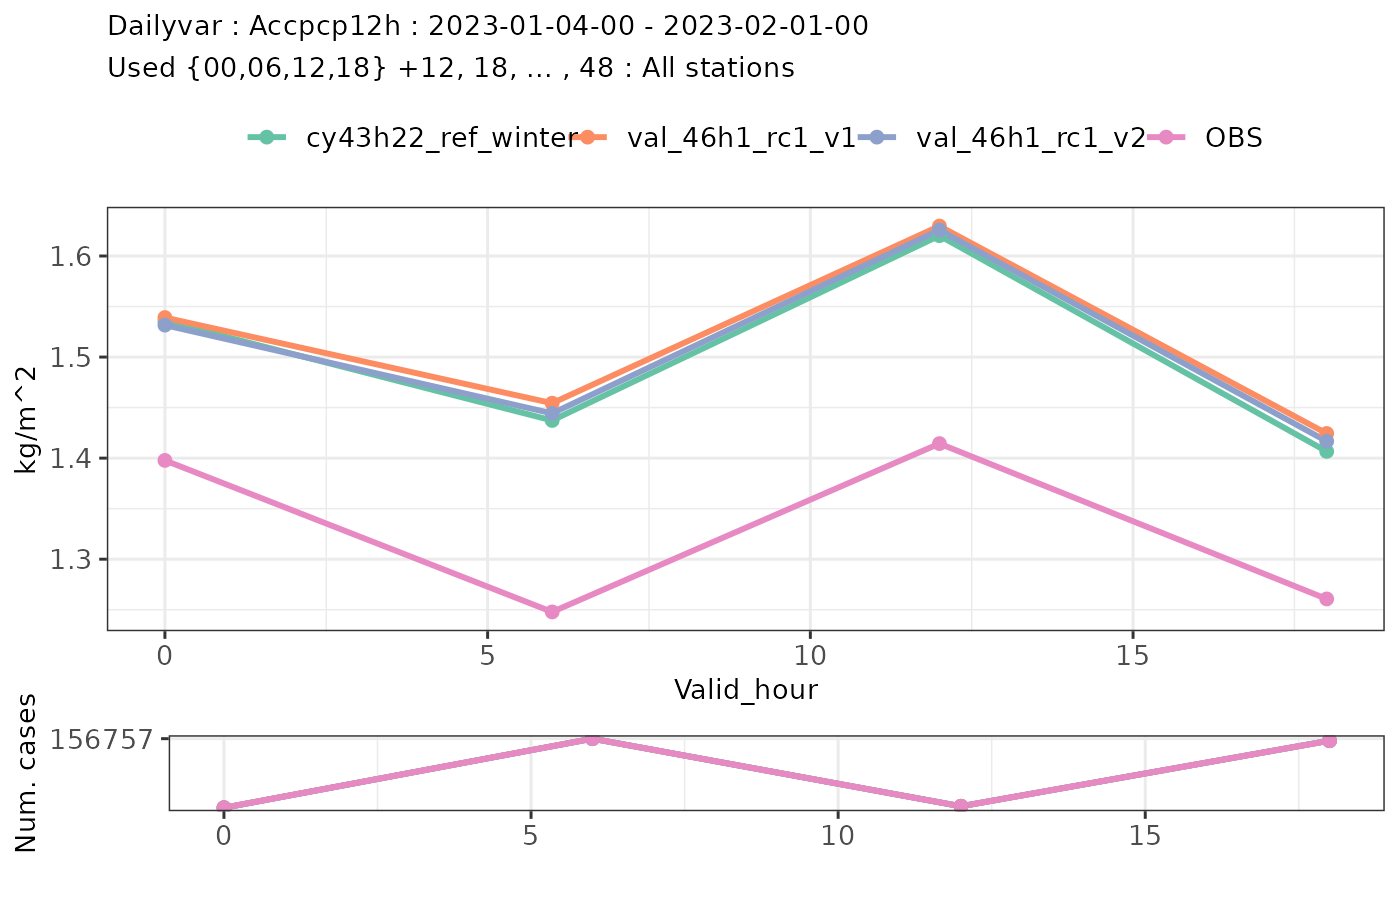 Dailyvar : Accpcp12h : 2023-01-04-00 - 2023-02-01-00
Used {00,06,12,18} +12, 18, ... , 48 : All stations
cy43h22_ref_winter val_46h1_rc1_v1 val_46h1_rc1_v2 OBS
kg/m^2
1.6
1.5
1.4
1.3
0 5 10 15
Valid_hour
Num. cases
156757
0 5 10 15